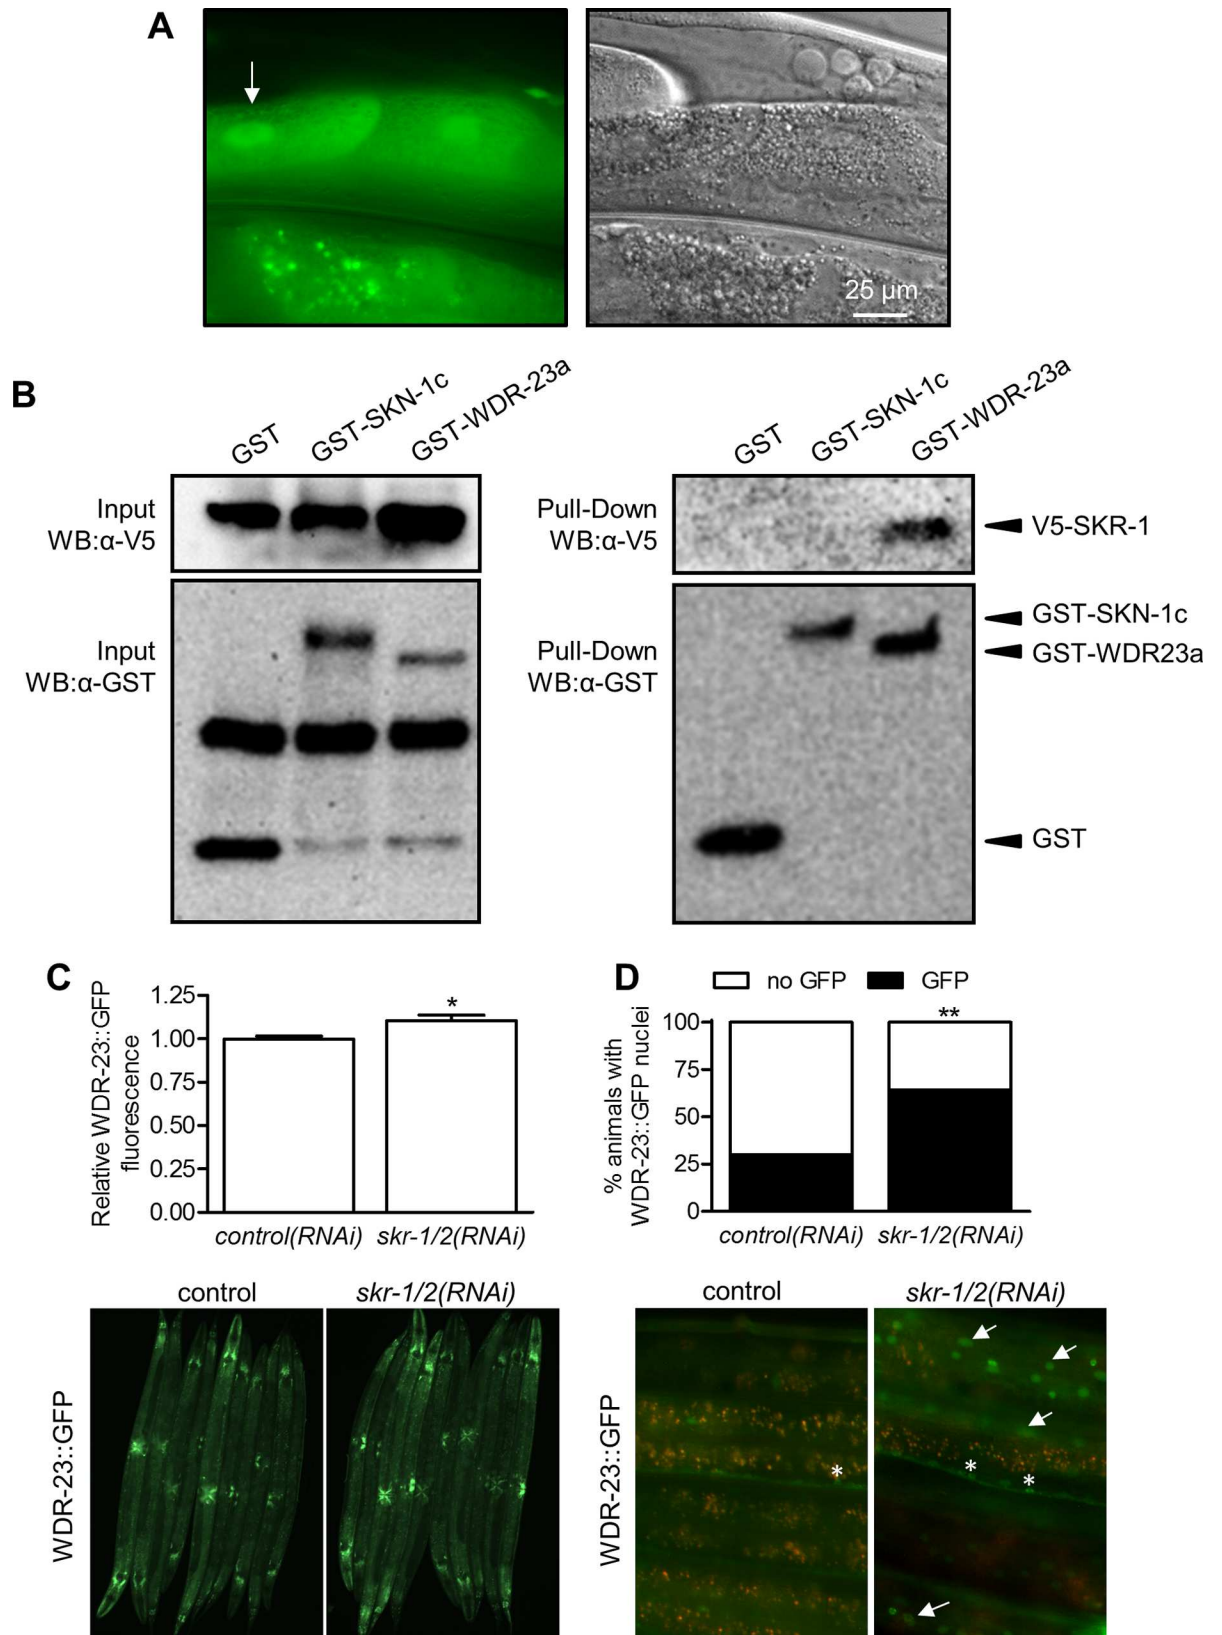 A
25 µm
B
GST
GST-SKN-1c
GST-WDR-23a
GST
GST-SKN-1c
GST-WDR-23a
Input
WB:α-V5
Pull-Down
WB:α-V5
V5-SKR-1
Input
WB:α-GST
Pull-Down
WB:α-GST
GST-SKN-1c
GST-WDR23a
GST
C
Relative WDR-23::GFP
fluorescence
1.25
1.00
0.75
0.50
0.25
0.00
*
control(RNAi)
skr-1/2(RNAi)
control
skr-1/2(RNAi)
WDR-23::GFP
D
no GFP
GFP
% animals with
WDR-23::GFP nuclei
100
75
50
25
0
**
control(RNAi)
skr-1/2(RNAi)
control
skr-1/2(RNAi)
WDR-23::GFP
*
*
*